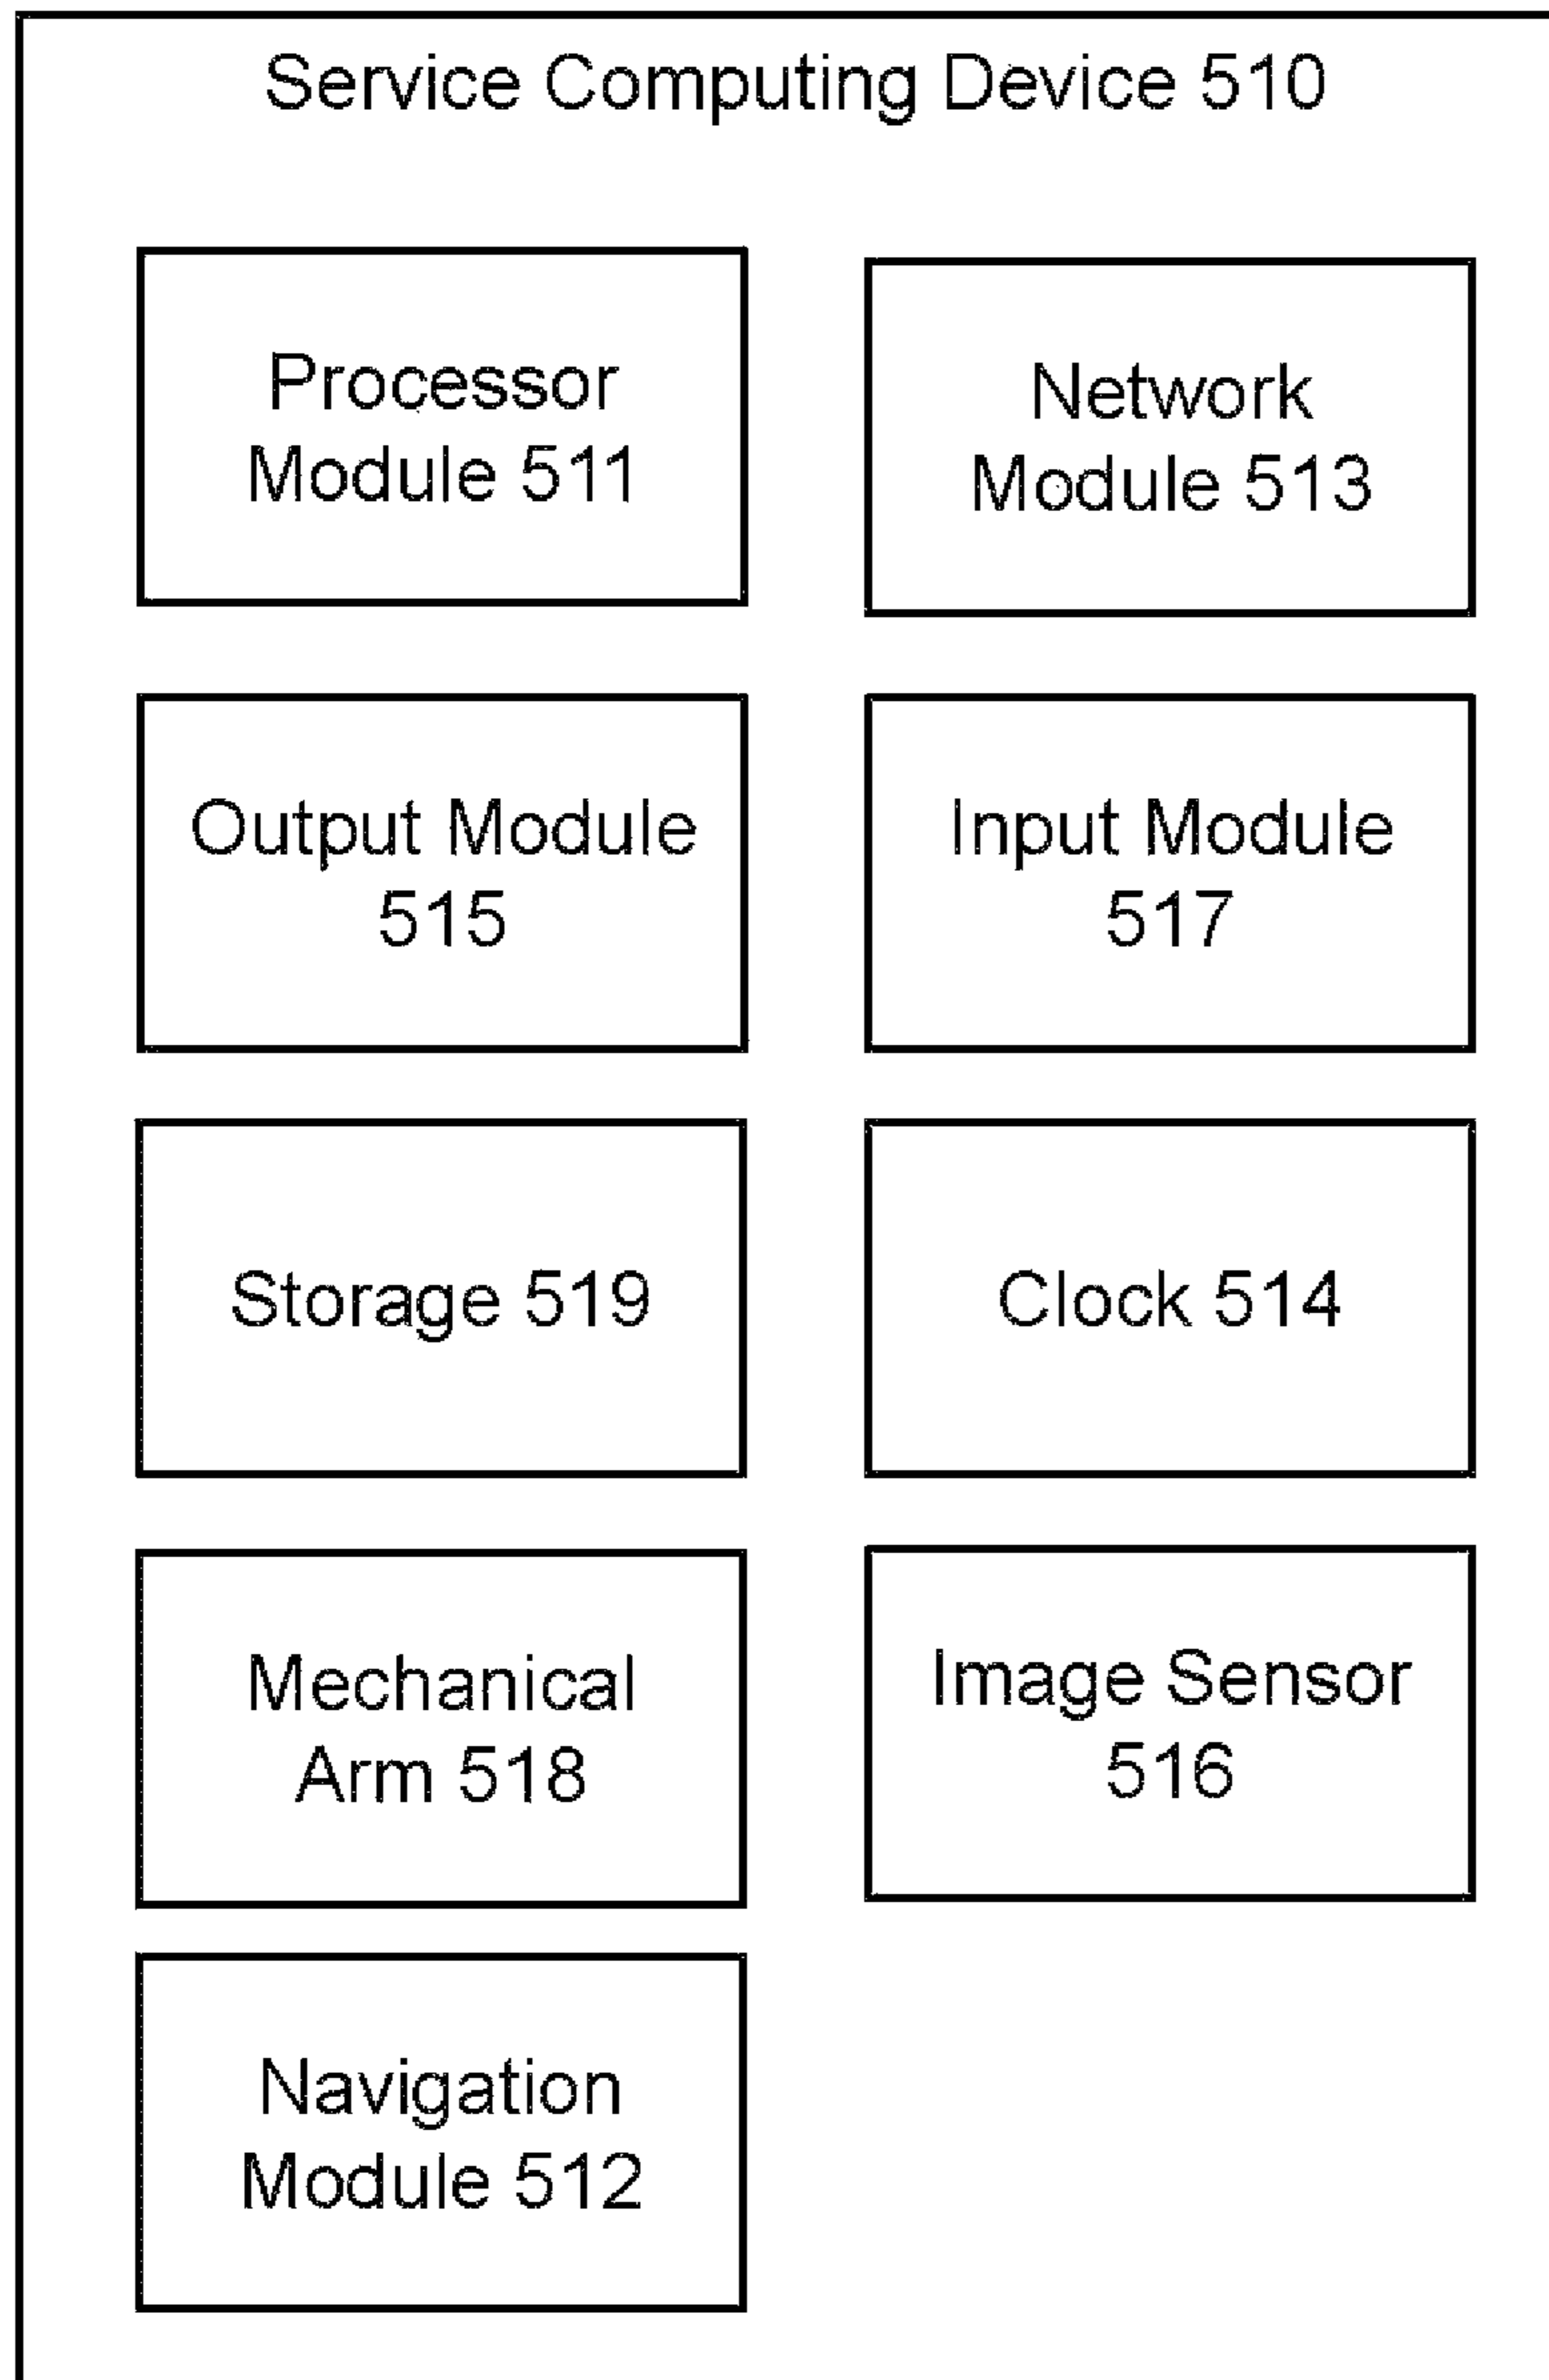 Service Computing Device 510
Processor
Module 511
Network
Module 513
Output Module
515
Input Module
517
Storage 519
Clock 514
Mechanical
Arm 518
Image Sensor
516
Navigation
Module 512